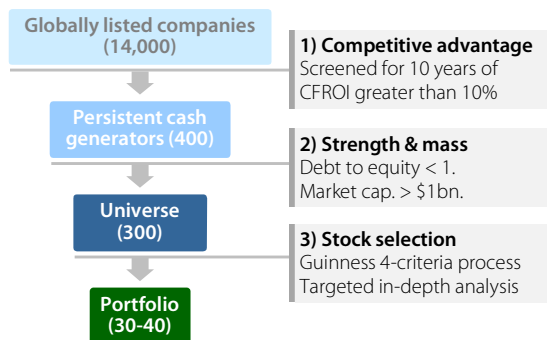 Globally listed companies
(14,000)
1) Competitive advantage
Screened for 10 years of
CFROI greater than 10%
Persistent cash
generators (400)
2) Strength & mass
Debt to equity < 1.
Market cap. > $1bn.
Universe
(300)
3) Stock selection
Guinness 4-criteria process
Targeted in-depth analysis
Portfolio
(30-40)